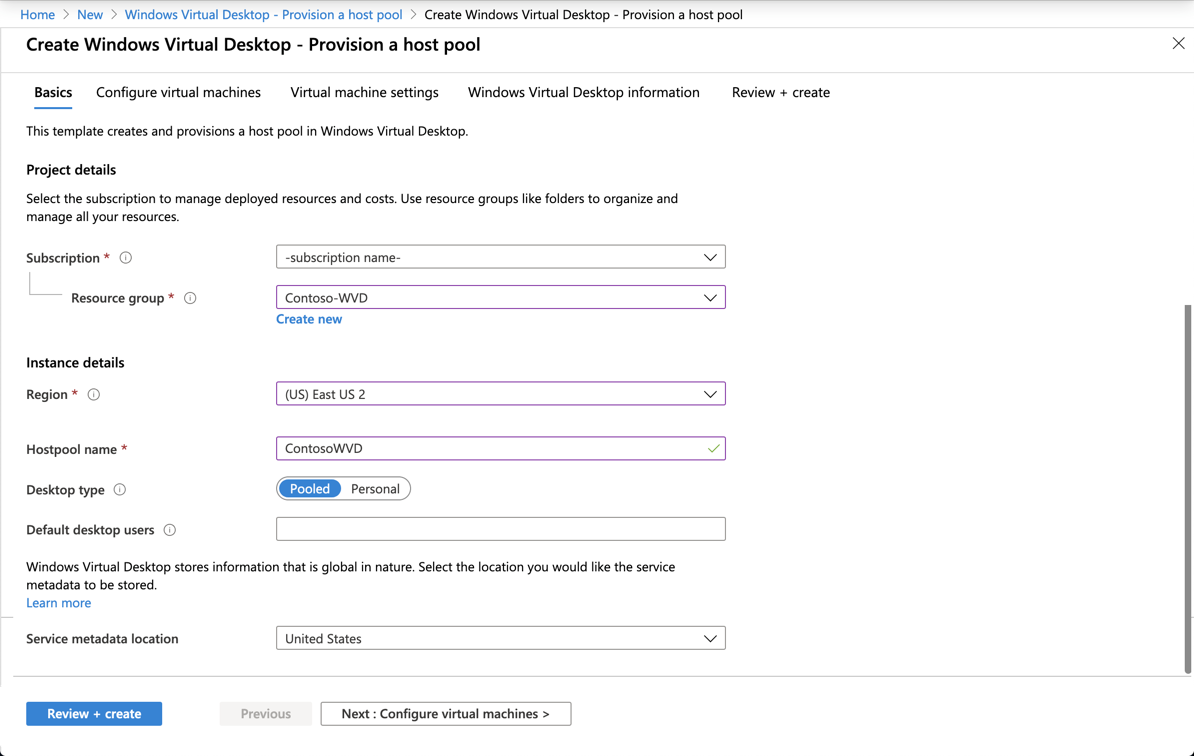 Home > New > Windows Virtual Desktop - Provision a host pool > Create Windows Virtual Desktop - Provision a host pool
Create Windows Virtual Desktop - Provision a host pool
Basics Configure virtual machines Virtual machine settings Windows Virtual Desktop information Review + create
This template creates and provisions a host pool in Windows Virtual Desktop.
Project details
Select the subscription to manage deployed resources and costs. Use resource groups like folders to organize and
manage all your resources.
Subscription * -subscription name-
Resource group * Contoso-WVD
Create new
Instance details
Region * (US) East US 2
Hostpool name * ContosoWVD
Desktop type Pooled Personal
Default desktop users
Windows Virtual Desktop stores information that is global in nature. Select the location you would like the service
metadata to be stored.
Learn more
Service metadata location United States
Review + create Previous Next : Configure virtual machines >